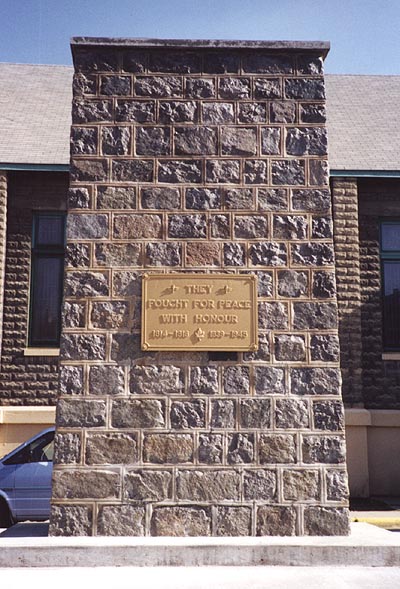 THEY
FOUGHT FOR PEACE
WITH HONOUR
1914-1918 1939-1945